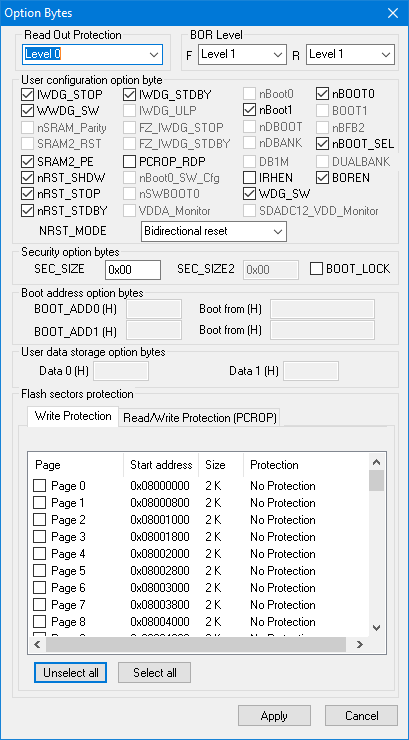 Option Bytes
Read Out Protection
BOR Level
Level 0
F Level 1 R Level 1
User configuration option byte
IWDG_STOP IWDG_STDBY nBoot0 nBOOT0
WWDG_SW IWDG_ULP nBoot1 BOOT1
nSRAM_Parity FZ_IWDG_STOP nDBOOT nBFB2
SRAM2_RST FZ_IWDG_STDBY nDBANK nBOOT_SEL
SRAM2_PE PCROP_RDP DB1M DUALBANK
nRST_SHDW nBoot0_SW_Cfg IRHEN BOREN
nRST_STOP nSWBOOT0 WDG_SW
nRST_STDBY VDDA_Monitor SDADC12_VDD_Monitor
NRST_MODE Bidirectional reset
Security option bytes
SEC_SIZE 0x00 SEC_SIZE2 0x00 BOOT_LOCK
Boot address option bytes
BOOT_ADD0 (H) Boot from (H)
BOOT_ADD1 (H) Boot from (H)
User data storage option bytes
Data 0 (H) Data 1 (H)
Flash sectors protection
Write Protection Read/Write Protection (PCROP)
Page Start address Size Protection
Page 0 0x08000000 2 K No Protection
Page 1 0x08000800 2 K No Protection
Page 2 0x08001000 2 K No Protection
Page 3 0x08001800 2 K No Protection
Page 4 0x08002000 2 K No Protection
Page 5 0x08002800 2 K No Protection
Page 6 0x08003000 2 K No Protection
Page 7 0x08003800 2 K No Protection
Page 8 0x08004000 2 K No Protection
Unselect all Select all
Apply Cancel